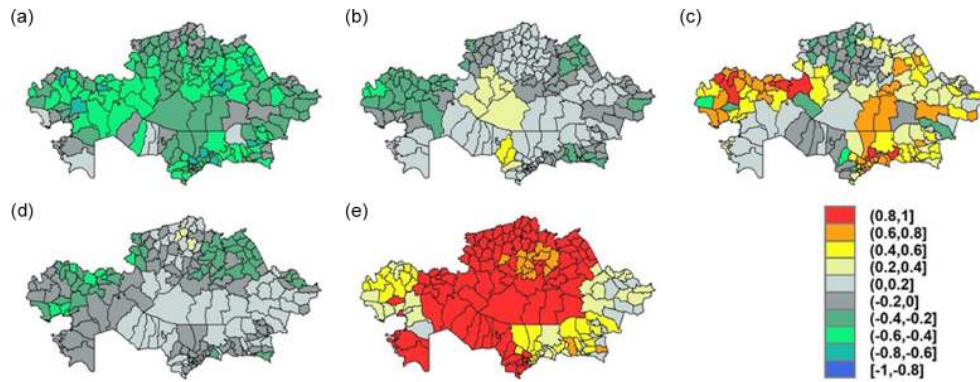 (a)
(b)
(c)
(d)
(e)
(0.8,1]
(0.6,0.8]
(0.4,0.6]
(0.2,0.4]
(0,0.2]
(-0.2,0]
(-0.4,-0.2]
(-0.6,-0.4]
(-0.8,-0.6]
[-1,-0.8]